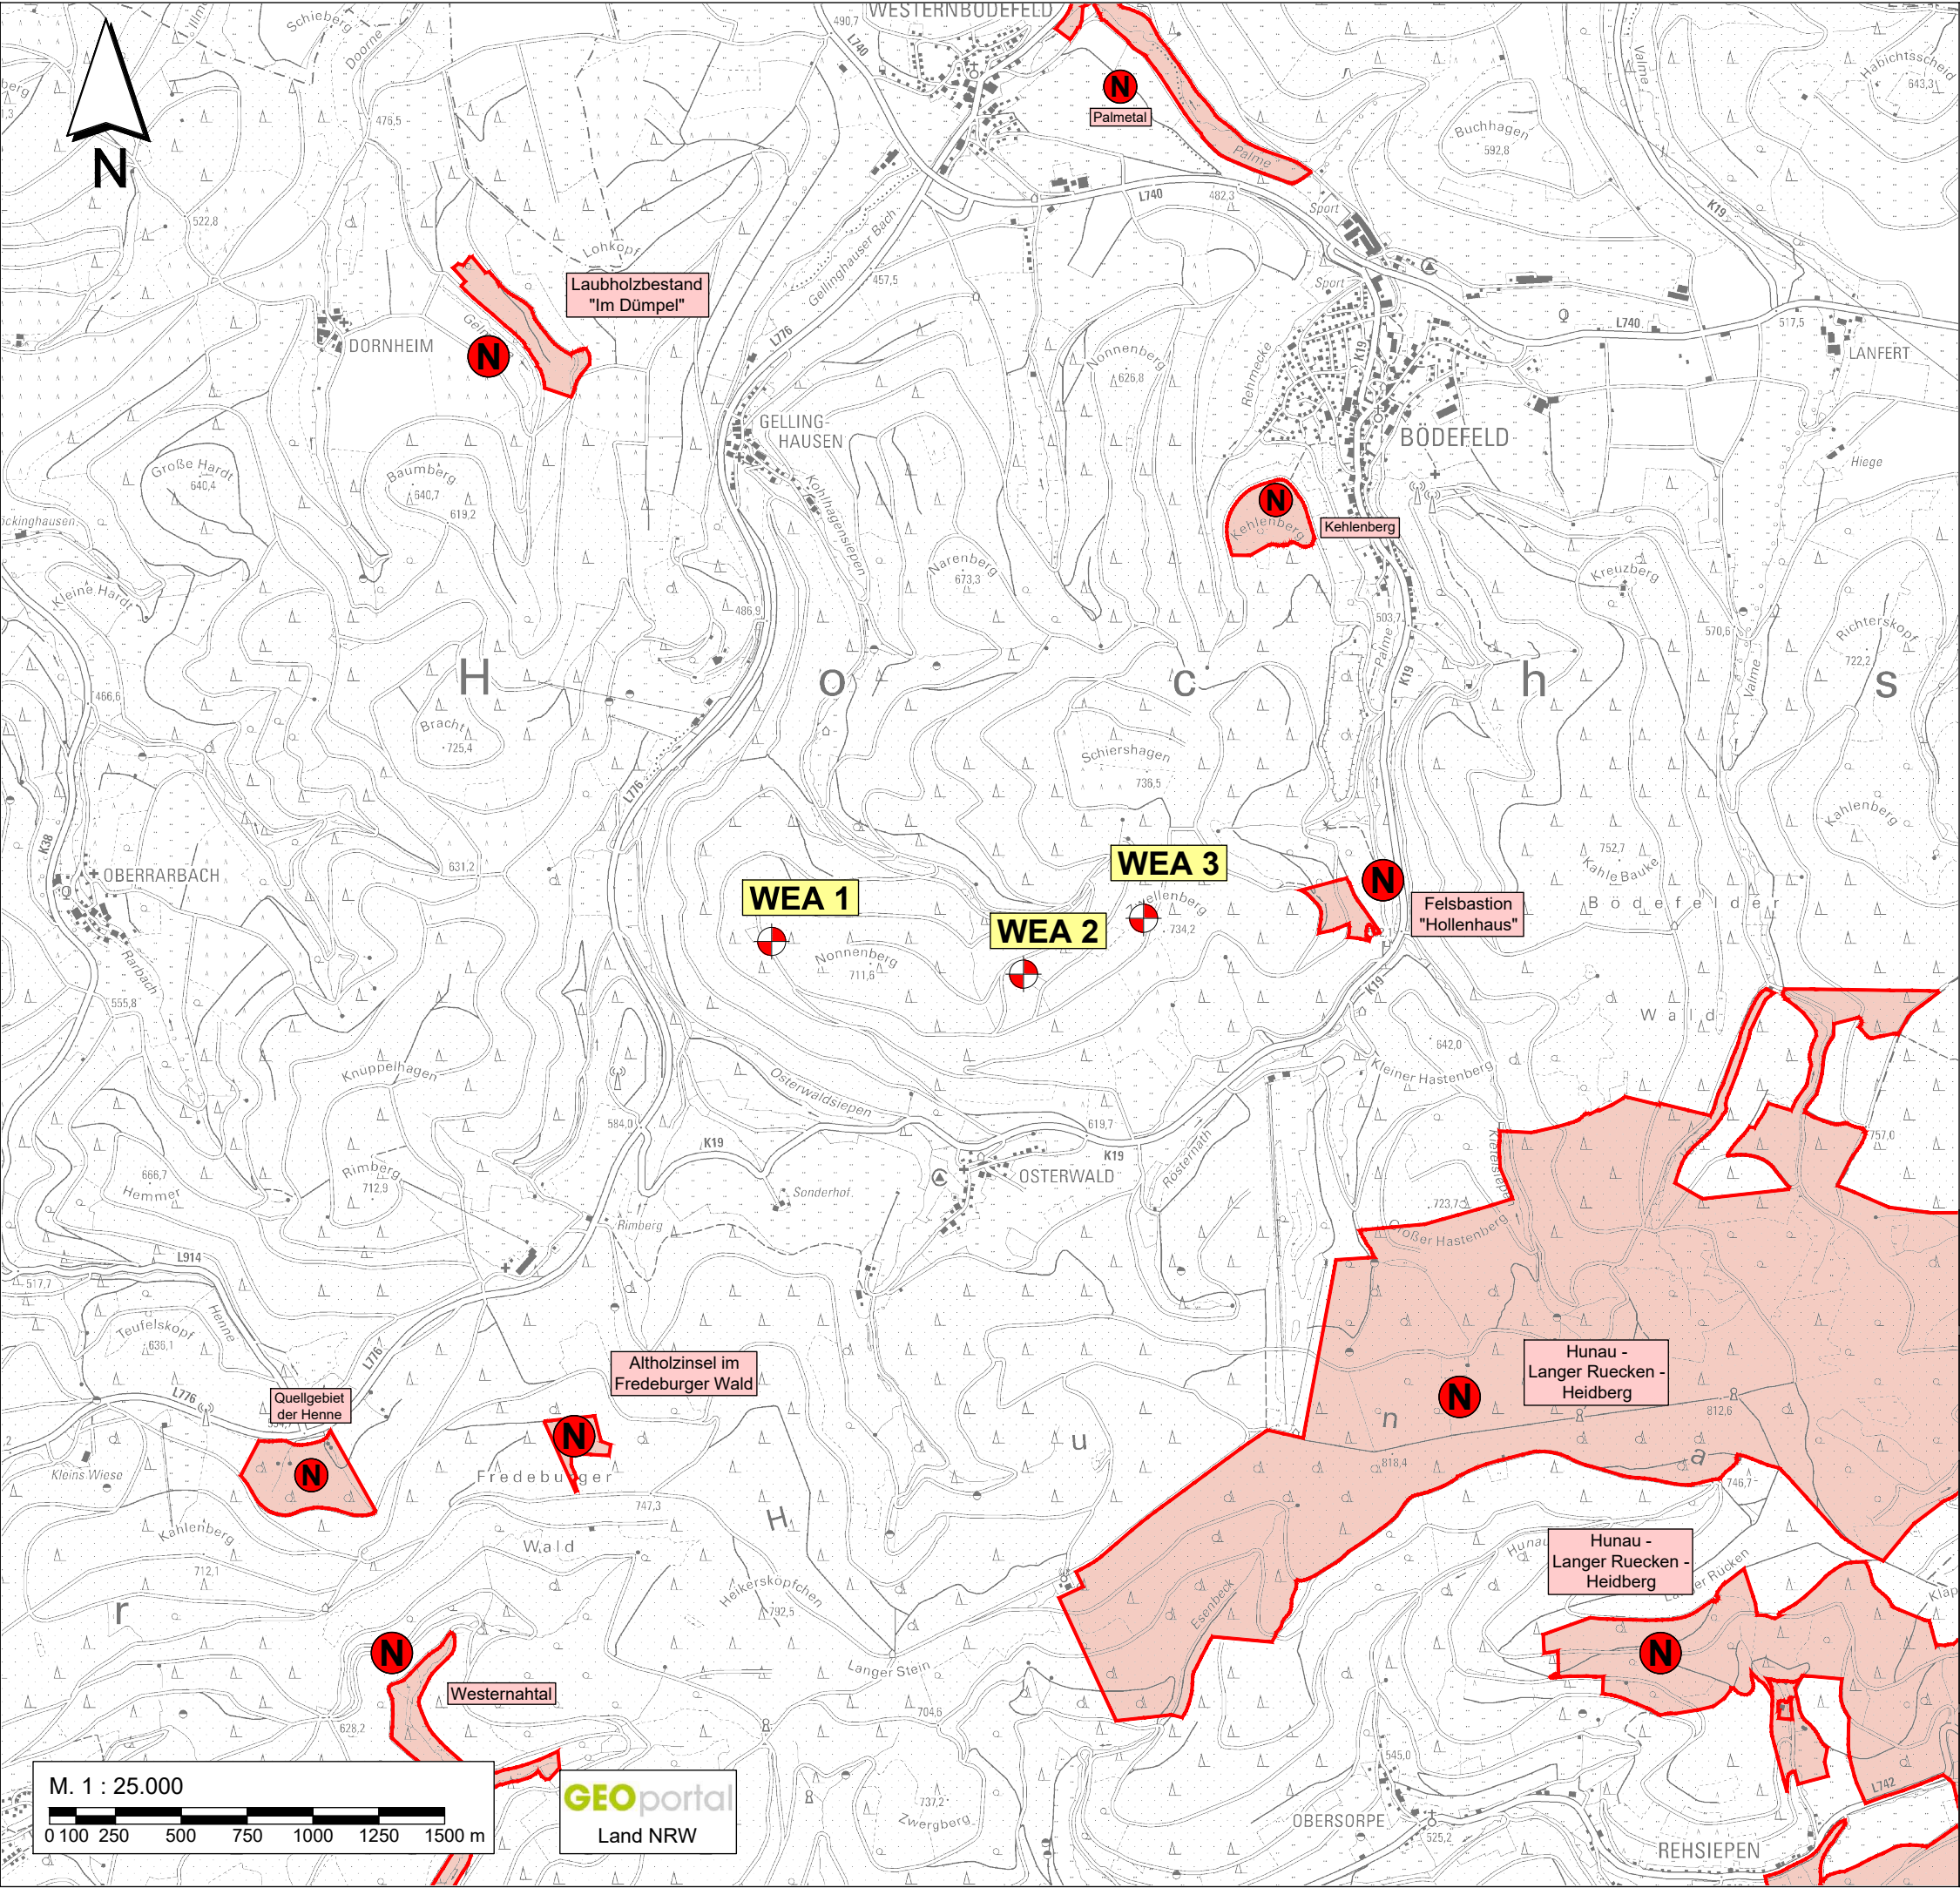 WESTERNBÖDEFELD
490,7
L740
Schieberg
Doorne
Valme
Habichtsscheid
643,3
476,5
N
N
Palmetal
Palme
Buchhagen
592,8
522,8
L740
482,3
Sport
K19
Lohkopf
Gellinghauser Bach
457,5
Sport
Laubholzbestand
"Im Dümpel"
L776
L740
517,5
LANFERT
DORNHEIM
N
Nonnenberg
626,8
Rehmecke
K19
GELLING-
HAUSEN
BÖDEFELD
Hiege
Große Hardt
640,4
Baumberg
640,7
619,2
Kohlhagensiepen
N
Kehlenberg
Kehlenberg
Narenberg
673,3
Kleine Hardt
486,9
Kreuzberg
503,7
570,6
Richterskopf
722,2
Palme
K19
Valme
H
o
c
h
s
466,6
Bracht
725,4
Schiershagen
736,5
L776
Kahlenberg
K38
OBERRARBACH
631,2
WEA 3
N
752,7
Kahle Bauke
WEA 1
Felsbastion
"Hollenhaus"
Bödefelder
WEA 2
734,2
Nonnenberg
711,6
Rarbach
555,8
K19
Wald
642,0
Knüppelhagen
Osterwaldsiepen
Kleiner Hastenberg
584,0
K19
619,7
K19
757,0
OSTERWALD
Rösternath
666,7
Hemmer
Rimberg
712,9
Sonderhof
723,7
Rimberg
Großer Hastenberg
L914
517,7
Henne
Teufelskopf
636,1
L776
Altholzinsel im
Fredeburger Wald
Hunau -
Langer Ruecken -
Heidberg
Quellgebiet
der Henne
L776
N
N
N
812,6
n
u
818,4
a
746,7
Kleins Wiese
Fredeburger
747,3
H
Kahlenberg
712,1
Wald
Hunau
Hunau -
Langer Ruecken -
Heidberg
Heikersköpfchen
792,5
Esenbeck
r
N
N
Langer Stein
Westernahtal
628,2
704,6
545,0
M. 1 : 25.000
0 100 250 500 750 1000 1250 1500 m
GEOportal
Land NRW
737,2
Zwergberg
OBERSORPE
525,2
L742
REHSIEPEN